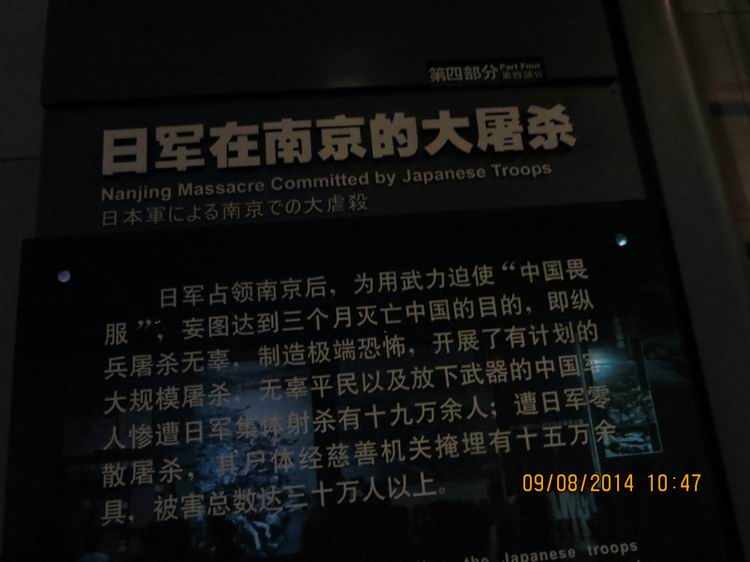 第四部分 Part Four
第四部分
日军在南京的大屠杀
Nanjing Massacre Committed by Japanese Troops
日本軍による南京での大虐殺
日军占领南京后，为用武力迫使“中国畏
服”，妄图达到三个月灭亡中国的目的，即纵
兵屠杀无辜，制造极端恐怖，开展了有计划的
大规模屠杀，无辜平民以及放下武器的中国军
人惨遭日军集体射杀有十九万余人；遭日军零
散屠杀，其尸体经慈善机关掩埋有十五万余
具，被害总数达三十万人以上。
09/08/2014 10:47
the Japanese troops